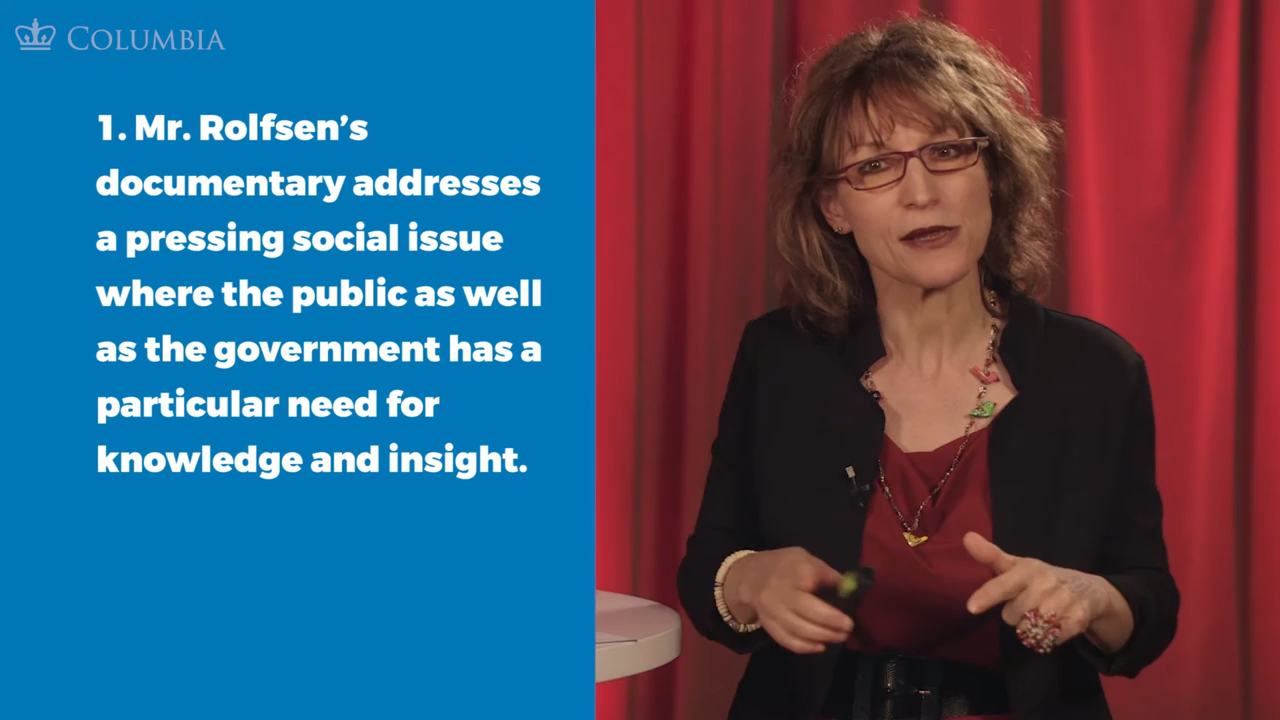 COLUMBIA
1. Mr. Rolfsen’s
documentary addresses
a pressing social issue
where the public as well
as the government has a
particular need for
knowledge and insight.